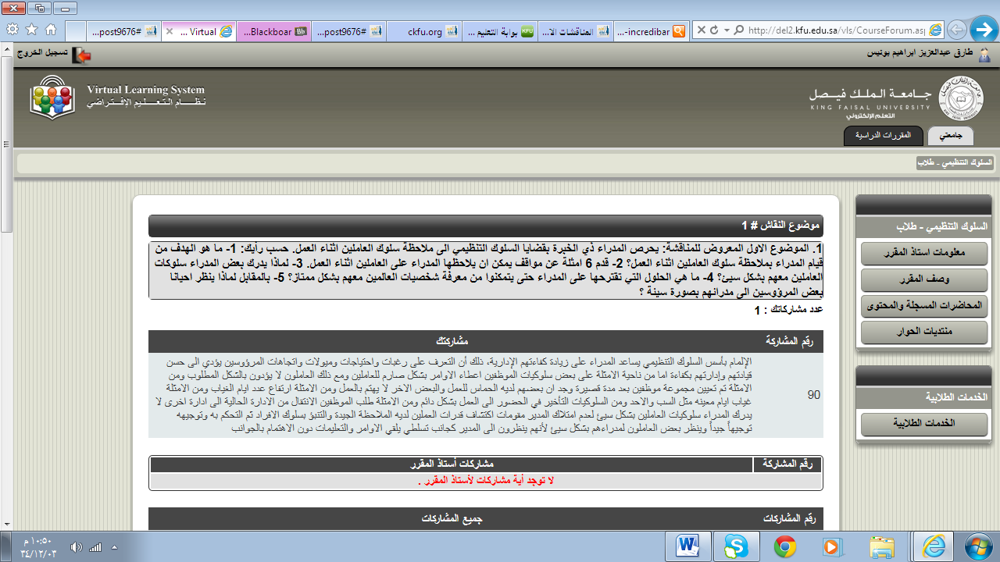 post9676#...
Virtual ...
Blackboar...
post9676#...
ckfu.org
بوابة التعليم ...
المناقشات الا...
incredibar-...
http://del2.kfu.edu.sa/vls/CourseForum.asp
تسجيل الخروج
طارق عبدالعزيز ابراهيم يونيس
Virtual Learning System
نظـــام الـتـعـــلـيـم الإفـتـــراضـي
جـامعـة الـملـك فيـصـل
KING FAISAL UNIVERSITY
التعلم الإلكتروني
جامعتي
المقررات الدراسية
السلوك التنظيمي - طلاب
السلوك التنظيمي - طلاب
معلومات استاذ المقرر
وصف المقرر
المحاضرات المسجلة والمحتوى
منتديات الحوار
الخدمات الطلابية
الخدمات الطلابية
موضوع النقاش # 1
1. الموضوع الاول المعروض للمناقشة: يحرص المدراء ذي الخبرة بقضايا السلوك التنظيمي الى ملاحظة سلوك العاملين اثناء العمل. حسب رأيك: 1- ما هو الهدف من
قيام المدراء بملاحظة سلوك العاملين اثناء العمل؟ 2- قدم 6 امثلة عن مواقف يمكن ان يلاحظها المدراء على العاملين اثناء العمل. 3- لماذا يدرك بعض المدراء سلوكات
العاملين معهم بشكل سيئ؟ 4- ما هي الحلول التي تقترحها على المدراء حتى يتمكنوا من معرفة شخصيات العالمين معهم بشكل ممتاز؟ 5- بالمقابل لماذا ينظر احيانا
بعض المرؤوسين الى مدرانهم بصورة سيئة ؟
عدد مشاركاتك : 1
رقم المشاركة
مشاركتك
90
الإلمام بأسس السلوك التنظيمي يساعد المدراء على زيادة كفاءتهم الإدارية، ذلك أن التعرف على رغبات واحتياجات وميولات واتجاهات المرؤوسين يؤدي الى حسن
قيادتهم وإدارتهم بكفاءة اما من ناحية الامثلة على بعض سلوكيات الموظفين اعطاء الاوامر بشكل صارم للعاملين ومع ذلك العاملون لا يؤدون بالشكل المطلوب ومن
الامثلة تم تعيين مجموعة موظفين بعد مدة قصيرة وجد ان بعضهم لديه الحماس للعمل والبعض الاخر لا يهتم بالعمل ومن الامثلة ارتفاع عدد ايام الغياب ومن الامثلة
غياب ايام معينه مثل السب والاحد ومن السلوكيات التأخير في الحضور الى العمل بشكل دائم ومن الامثلة طلب الموظفين الانتقال من الادارة الحالية الى ادارة اخرى لا
يدرك المدراء سلوكيات العاملين بشكل سيئ لعدم امتلاك المدير مقومات اكتشاف قدرات العملين لديه الملاحظة الجيدة والتنبؤ بسلوك الافراد ثم التحكم به وتوجيهه
توجيهاً جيداً وينظر بعض العاملون لمدراءهم بشكل سيئ لأنهم ينظرون الى المدير كجانب تسلطي يلقي الاوامر والتعليمات دون الاهتمام بالجوانب
رقم المشاركة
مشاركات أستاذ المقرر
لا توجد أية مشاركات لأستاذ المقرر .
رقم المشاركات
جميع المشاركات
١٠:٥٠ م
٣٤/١٢/٠٣